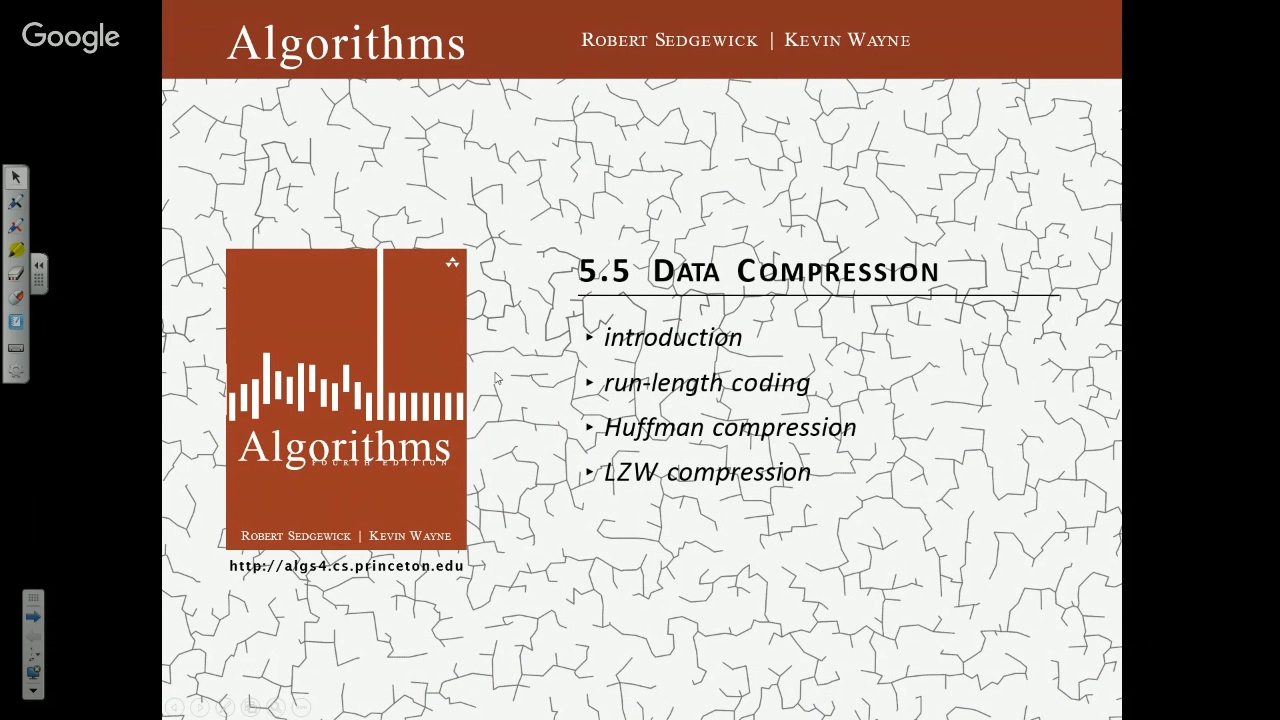 Google
Algorithms
ROBERT SEDGEWICK | KEVIN WAYNE
5.5 DATA COMPRESSION
‣ introduction
‣ run-length coding
‣ Huffman compression
‣ LZW compression
Algorithms
FOURTH EDITION
ROBERT SEDGEWICK | KEVIN WAYNE
http://algs4.cs.princeton.edu